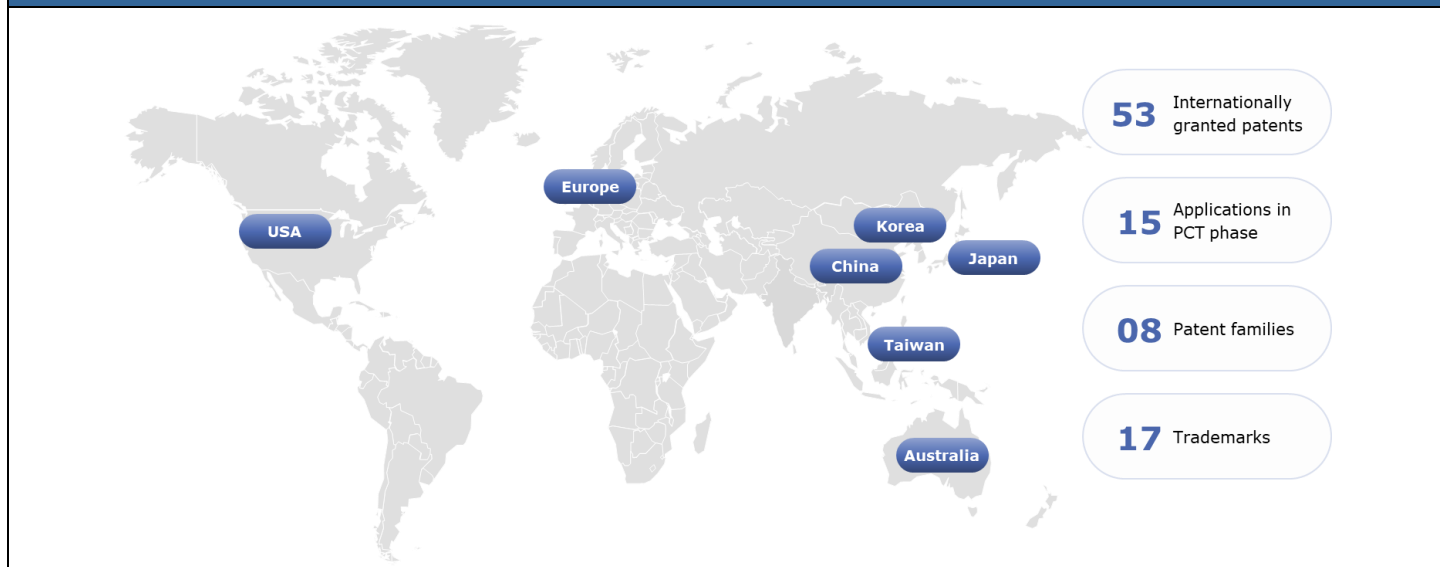 Europe
USA
Korea
Japan
China
Taiwan
Australia
53
Internationally
granted patents
15
Applications in
PCT phase
08
Patent families
17
Trademarks